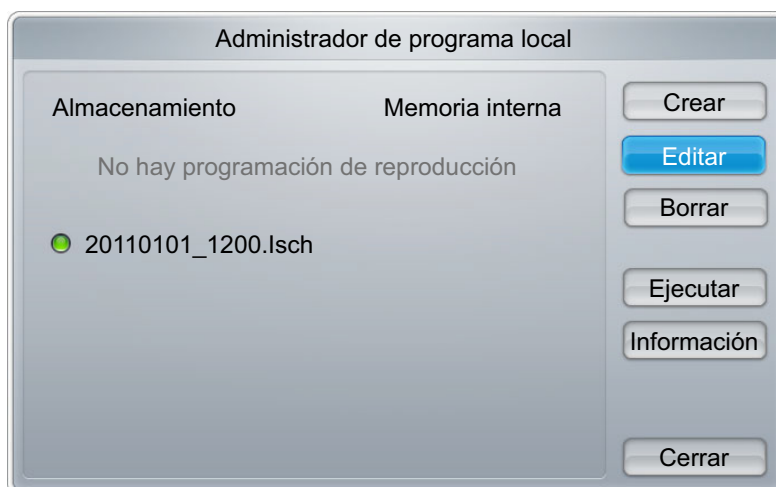 Administrador de programa local
Almacenamiento Memoria interna
No hay programación de reproducción
20110101_1200.lsch
Crear
Editar
Borrar
Ejecutar
Información
Cerrar